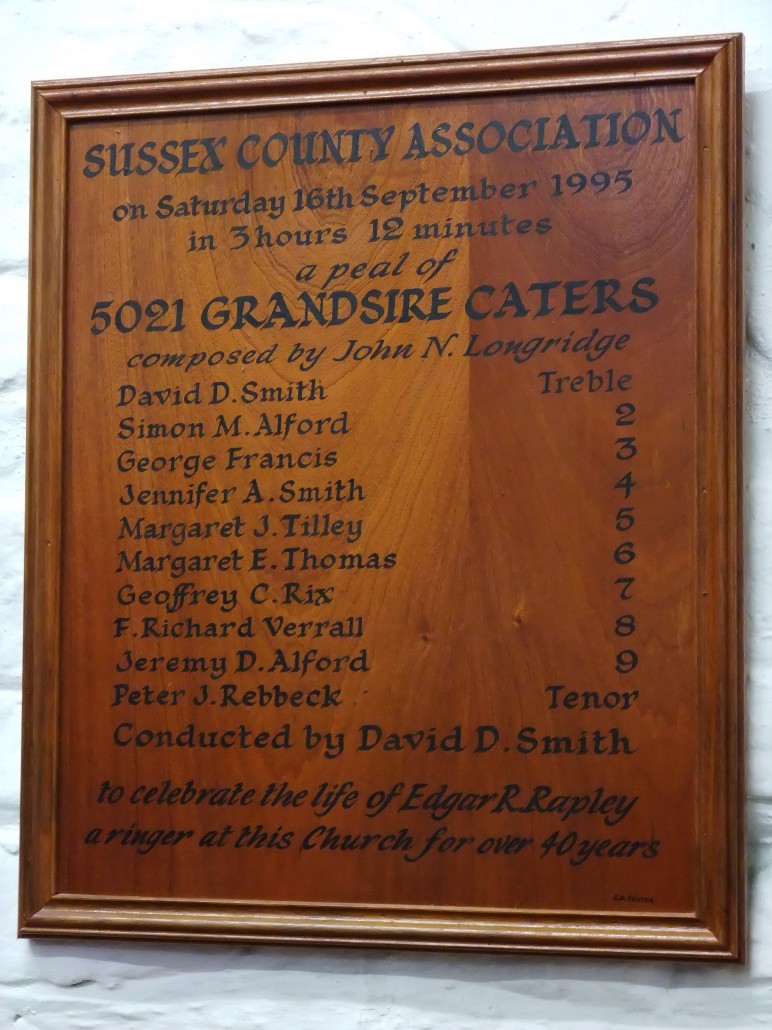 SUSSEX COUNTY ASSOCIATION
on Saturday 16th September 1995
in 3 hours 12 minutes
a peal of
5021 GRANDSIRE CATERS
composed by John N. Longridge
David D. Smith Treble
Simon M. Alford 2
George Francis 3
Jennifer A. Smith 4
Margaret J. Tilley 5
Margaret E. Thomas 6
Geoffrey C. Rix 7
F. Richard Verrall 8
Jeremy D. Alford 9
Peter J. Rebbeck Tenor
Conducted by David D. Smith
to celebrate the life of Edgar R. Rapley
a ringer at this Church for over 40 years